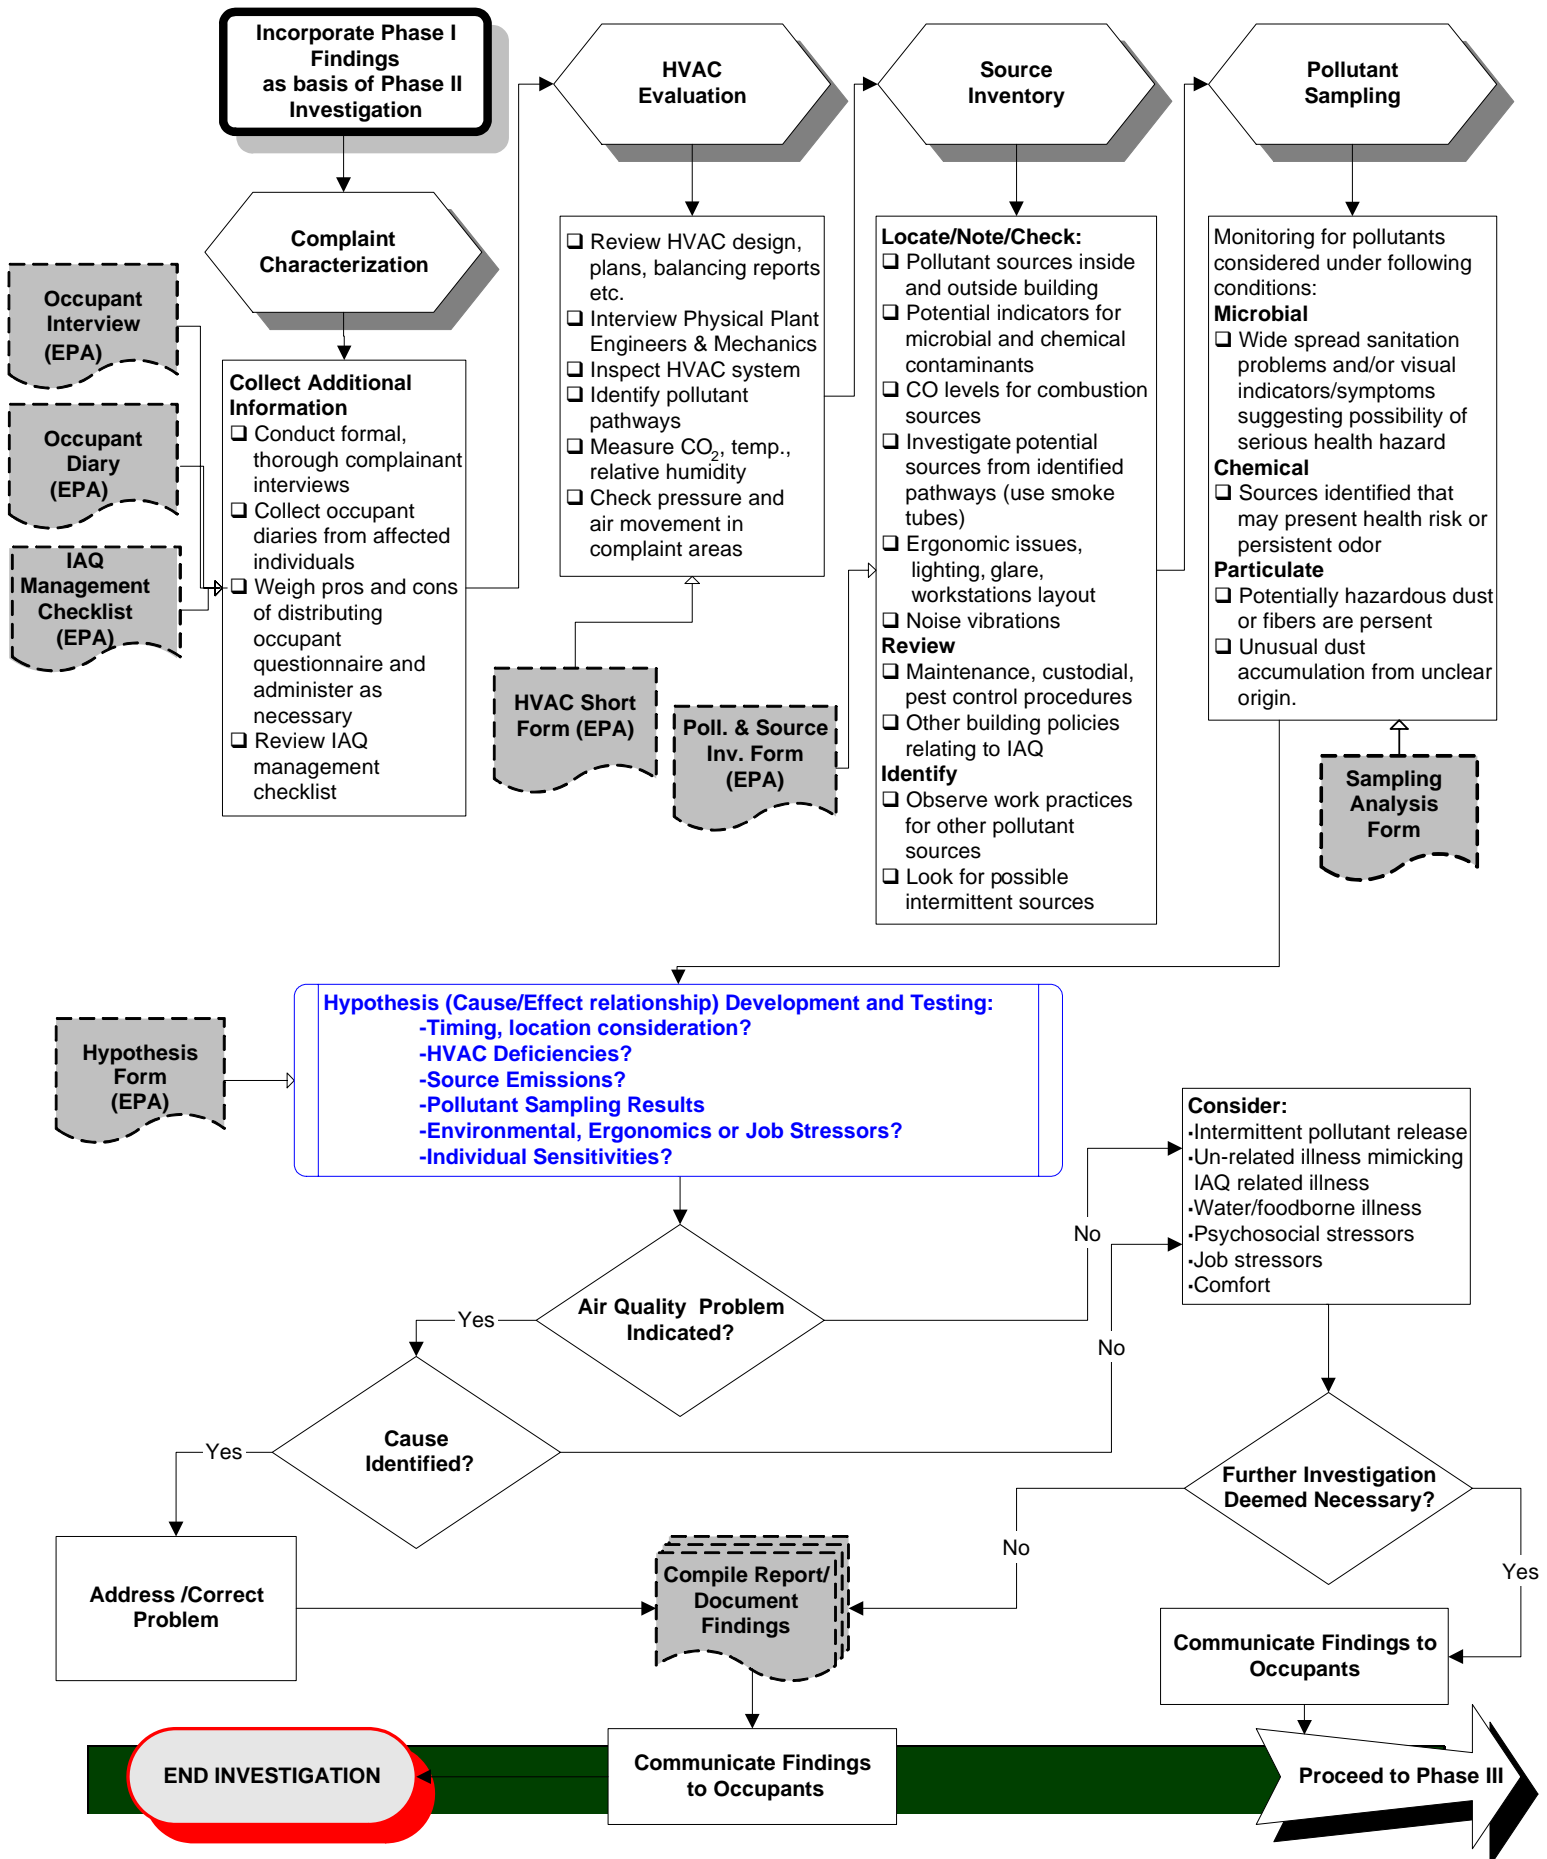 Incorporate Phase I
Findings
as basis of Phase II
Investigation
HVAC
Evaluation
Source
Inventory
Pollutant
Sampling
Complaint
Characterization
Occupant
Interview
(EPA)
Occupant
Diary
(EPA)
IAQ
Management
Checklist
(EPA)
Collect Additional
Information
❑ Conduct formal,
thorough complainant
interviews
❑ Collect occupant
diaries from affected
individuals
❑ Weigh pros and cons
of distributing
occupant
questionnaire and
administer as
necessary
❑ Review IAQ
management
checklist
❑ Review HVAC design,
plans, balancing reports
etc.
❑ Interview Physical Plant
Engineers & Mechanics
❑ Inspect HVAC system
❑ Identify pollutant
pathways
❑ Measure CO2, temp.,
relative humidity
❑ Check pressure and
air movement in
complaint areas
HVAC Short
Form (EPA)
Poll. & Source
Inv. Form
(EPA)
Locate/Note/Check:
❑ Pollutant sources inside
and outside building
❑ Potential indicators for
microbial and chemical
contaminants
❑ CO levels for combustion
sources
❑ Investigate potential
sources from identified
pathways (use smoke
tubes)
❑ Ergonomic issues,
lighting, glare,
workstations layout
❑ Noise vibrations
Review
❑ Maintenance, custodial,
pest control procedures
❑ Other building policies
relating to IAQ
Identify
❑ Observe work practices
for other pollutant
sources
❑ Look for possible
intermittent sources
Monitoring for pollutants
considered under following
conditions:
Microbial
❑ Wide spread sanitation
problems and/or visual
indicators/symptoms
suggesting possibility of
serious health hazard
Chemical
❑ Sources identified that
may present health risk or
persistent odor
Particulate
❑ Potentially hazardous dust
or fibers are persent
❑ Unusual dust
accumulation from unclear
origin.
Sampling
Analysis
Form
Hypothesis
Form
(EPA)
Hypothesis (Cause/Effect relationship) Development and Testing:
-Timing, location consideration?
-HVAC Deficiencies?
-Source Emissions?
-Pollutant Sampling Results
-Environmental, Ergonomics or Job Stressors?
-Individual Sensitivities?
Consider:
·Intermittent pollutant release
·Un-related illness mimicking
IAQ related illness
·Water/foodborne illness
·Psychosocial stressors
·Job stressors
·Comfort
Air Quality Problem
Indicated?
Yes
No
No
Cause
Identified?
Yes
Further Investigation
Deemed Necessary?
No
Yes
Address /Correct
Problem
Compile Report/
Document
Findings
Communicate Findings to
Occupants
END INVESTIGATION
Communicate Findings
to Occupants
Proceed to Phase III